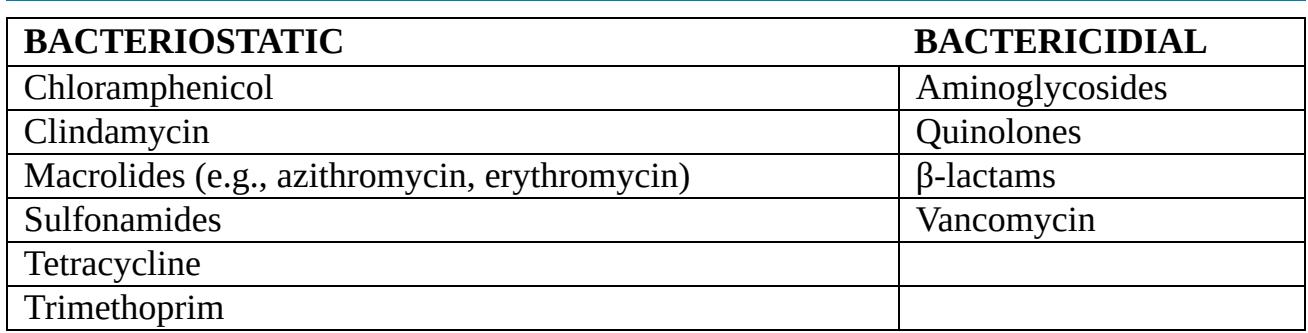 BACTERIOSTATIC BACTERICIDIAL
Chloramphenicol Aminoglycosides
Clindamycin Quinolones
Macrolides (e.g., azithromycin, erythromycin) β-lactams
Sulfonamides Vancomycin
Tetracycline
Trimethoprim